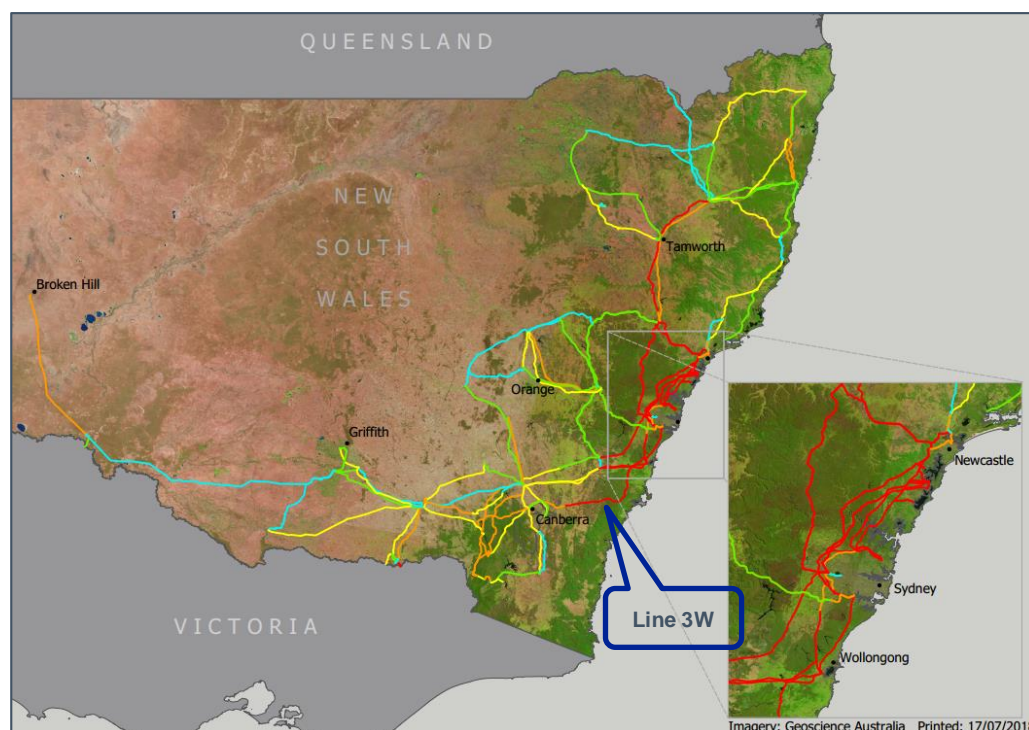 QUEENSLAND
NEW
SOUTH
WALES
Tamworth
Broken Hill
Orange
Griffith
Newcastle
Canberra
Sydney
Line 3W
VICTORIA
Wollongong
Imagery: Geoscience Australia Printed: 17/07/2018